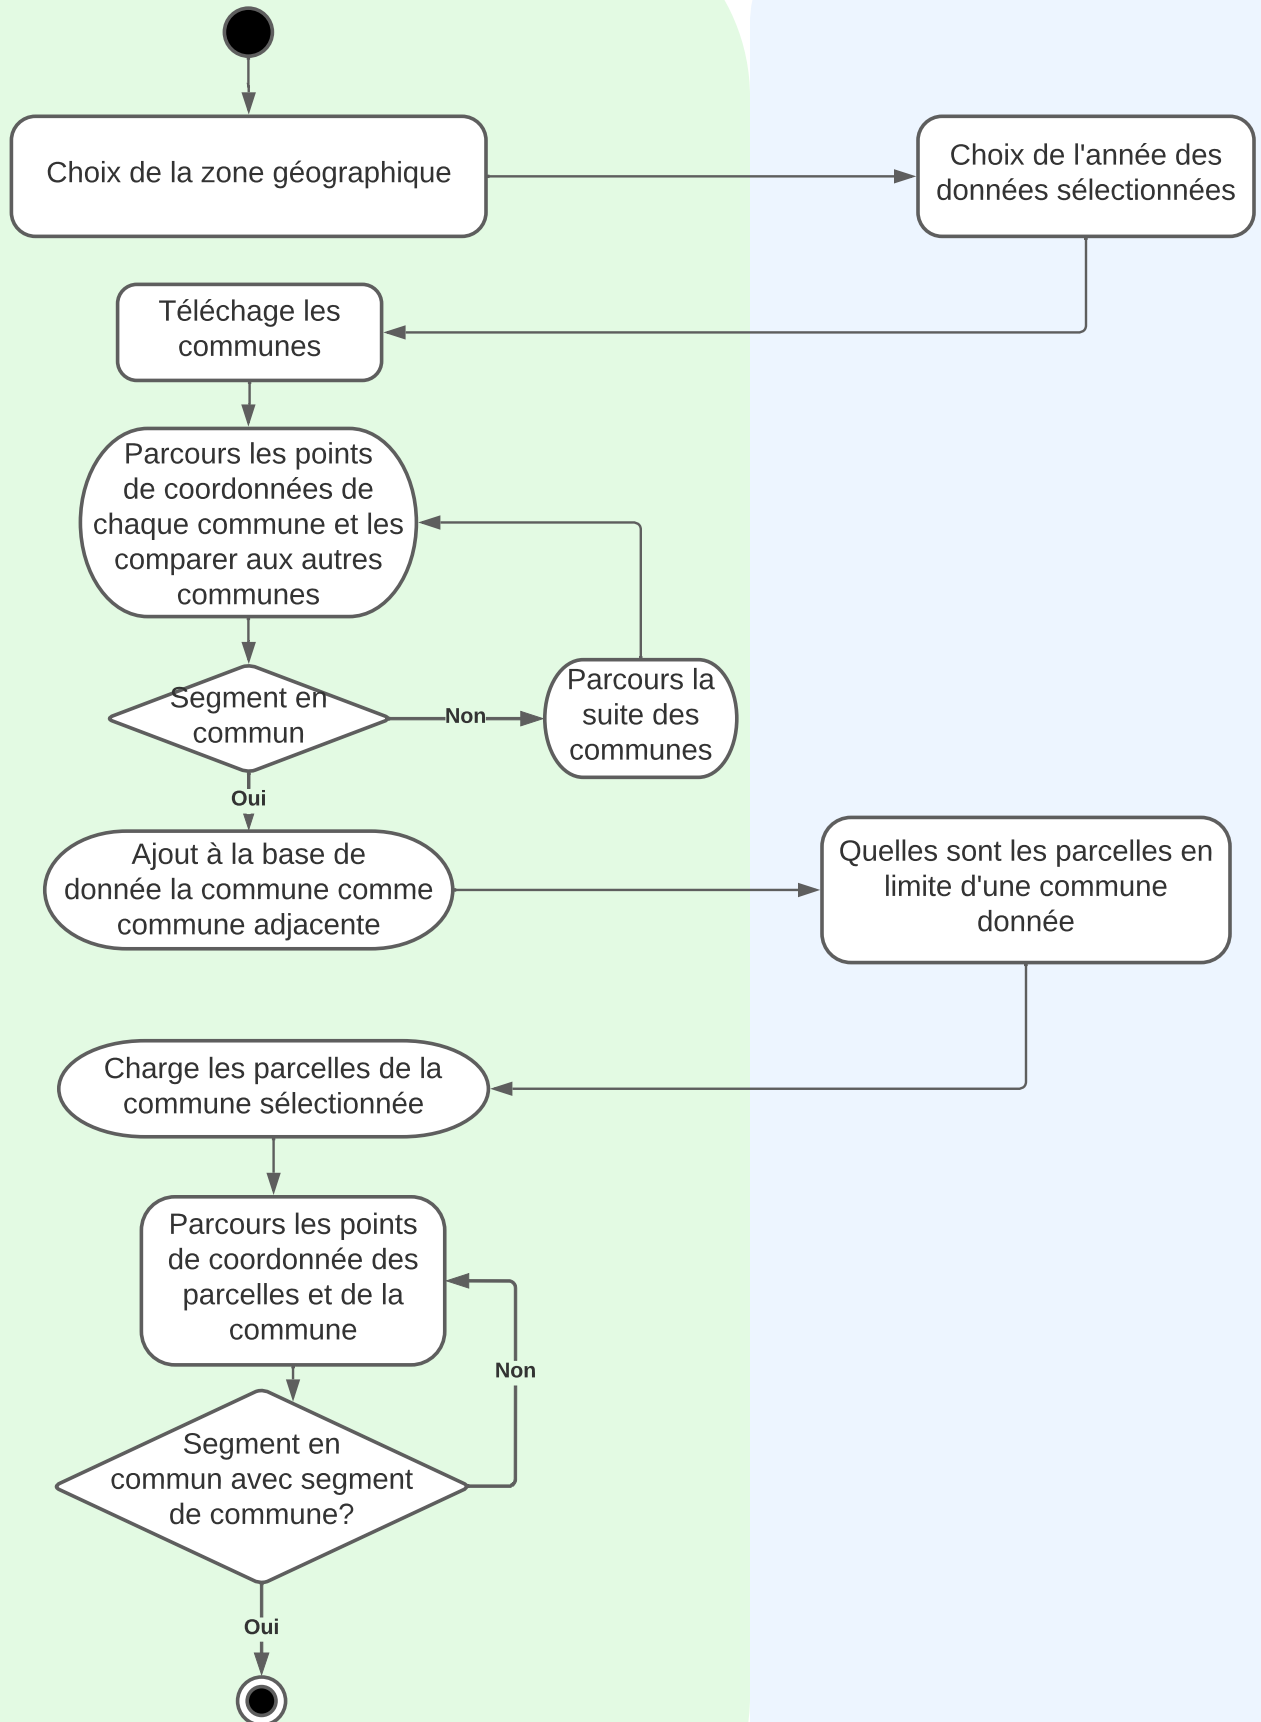 Choix de la zone géographique
Choix de l'année des
données sélectionnées
Téléchage les
communes
Parcours les points
de coordonnées de
chaque commune et les
comparer aux autres
communes
Segment en
commun
Non
Parcours la
suite des
communes
Oui
Ajout à la base de
donnée la commune comme
commune adjacente
Quelles sont les parcelles en
limite d'une commune
donnée
Charge les parcelles de la
commune sélectionnée
Parcours les points
de coordonnée des
parcelles et de la
commune
Non
Segment en
commun avec segment
de commune?
Oui